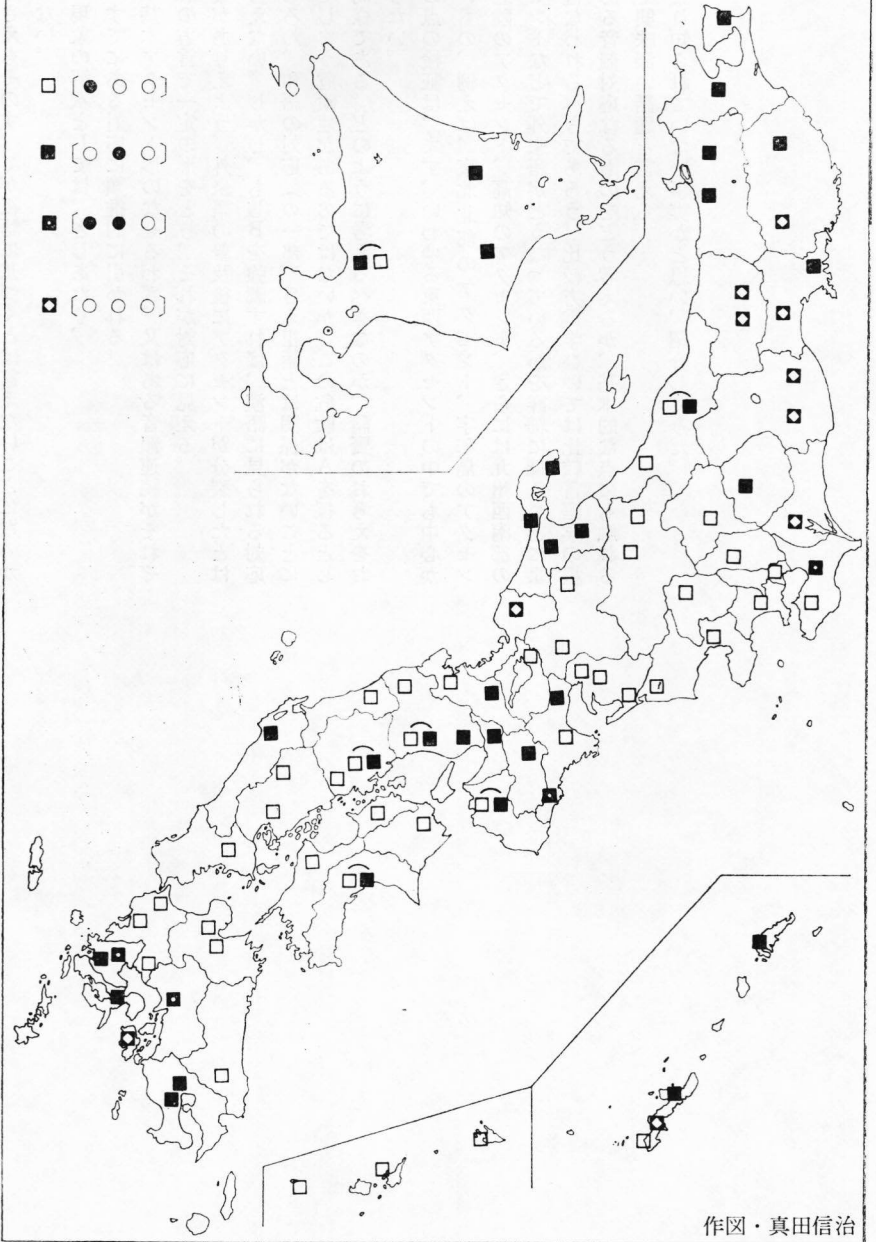 □ [● ○ ○]
■ [○ ● ○]
▣ [● ● ○]
◈ [○ ○ ○]
作図・真田信治